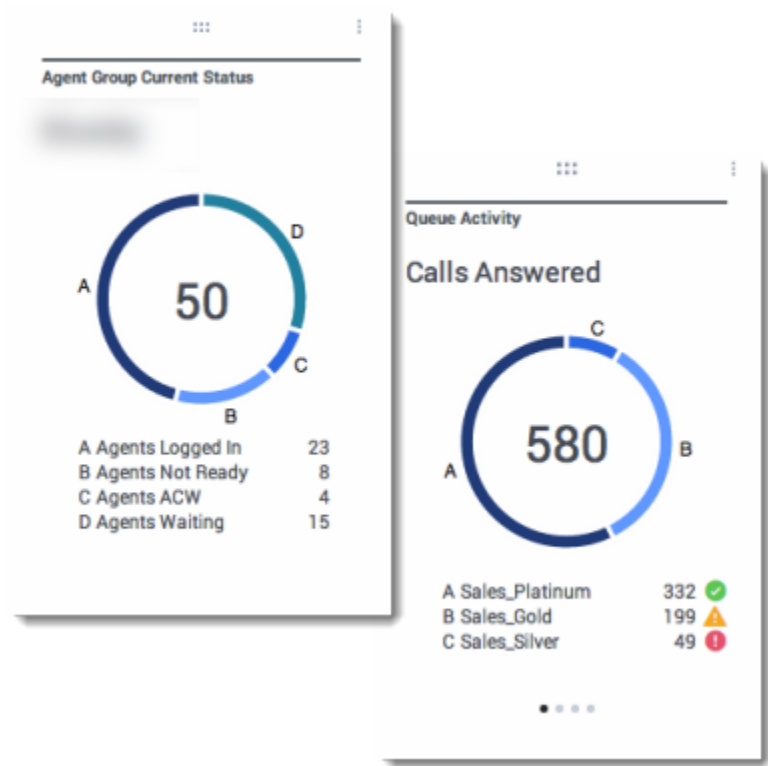 Agent Group Current Status
D
A
50
C
B
A Agents Logged In 23
B Agents Not Ready 8
C Agents ACW 4
D Agents Waiting 15
Queue Activity
Calls Answered
C
580
B
A
A Sales_Platinum 332
B Sales_Gold 199
C Sales_Silver 49